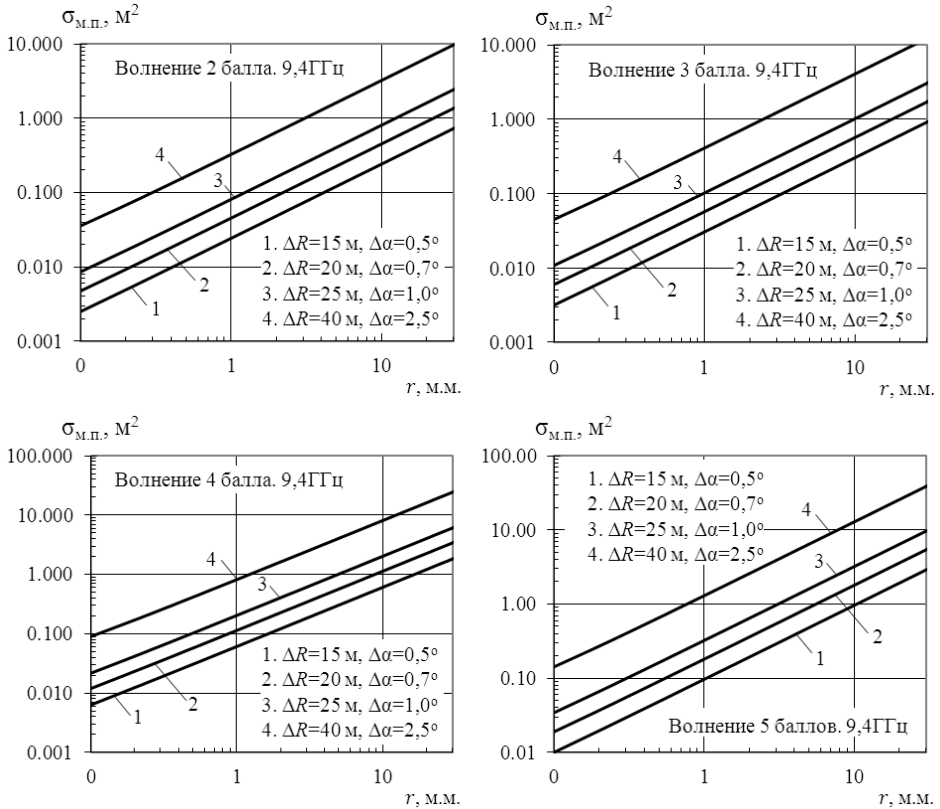 σм.п., м²
10.000
1.000
0.100
0.010
0.001
Волнение 2 балла. 9,4ГГц
4
3
2
1
1. ΔR=15 м, Δα=0,5°
2. ΔR=20 м, Δα=0,7°
3. ΔR=25 м, Δα=1,0°
4. ΔR=40 м, Δα=2,5°
0 1 10
r, м.м.
σм.п., м²
10.000
1.000
0.100
0.010
0.001
Волнение 3 балла. 9,4ГГц
4
3
2
1
1. ΔR=15 м, Δα=0,5°
2. ΔR=20 м, Δα=0,7°
3. ΔR=25 м, Δα=1,0°
4. ΔR=40 м, Δα=2,5°
0 1 10
r, м.м.
σм.п., м²
100.000
10.000
1.000
0.100
0.010
0.001
Волнение 4 балла. 9,4ГГц
4
3
2
1
1. ΔR=15 м, Δα=0,5°
2. ΔR=20 м, Δα=0,7°
3. ΔR=25 м, Δα=1,0°
4. ΔR=40 м, Δα=2,5°
0 1 10
r, м.м.
σм.п., м²
100.00
10.00
1.00
0.10
0.01
1. ΔR=15 м, Δα=0,5°
2. ΔR=20 м, Δα=0,7°
3. ΔR=25 м, Δα=1,0°
4. ΔR=40 м, Δα=2,5°
4
3
2
1
Волнение 5 баллов. 9,4ГГц
0 1 10
r, м.м.